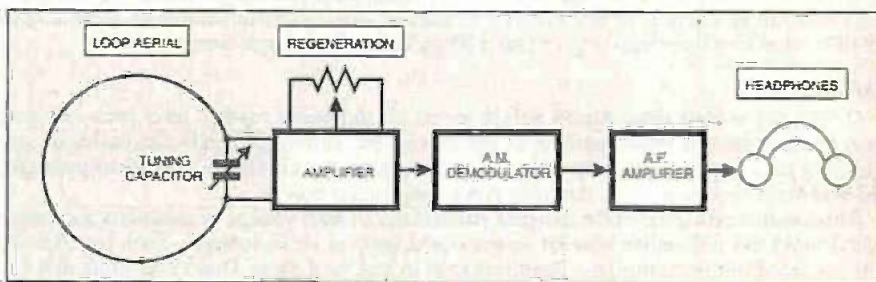 LOOP AERIAL
REGENERATION
HEADPHONES
TUNING
CAPACITOR
AMPLIFIER
A.M.
DEMODULATOR
A.F.
AMPLIFIER